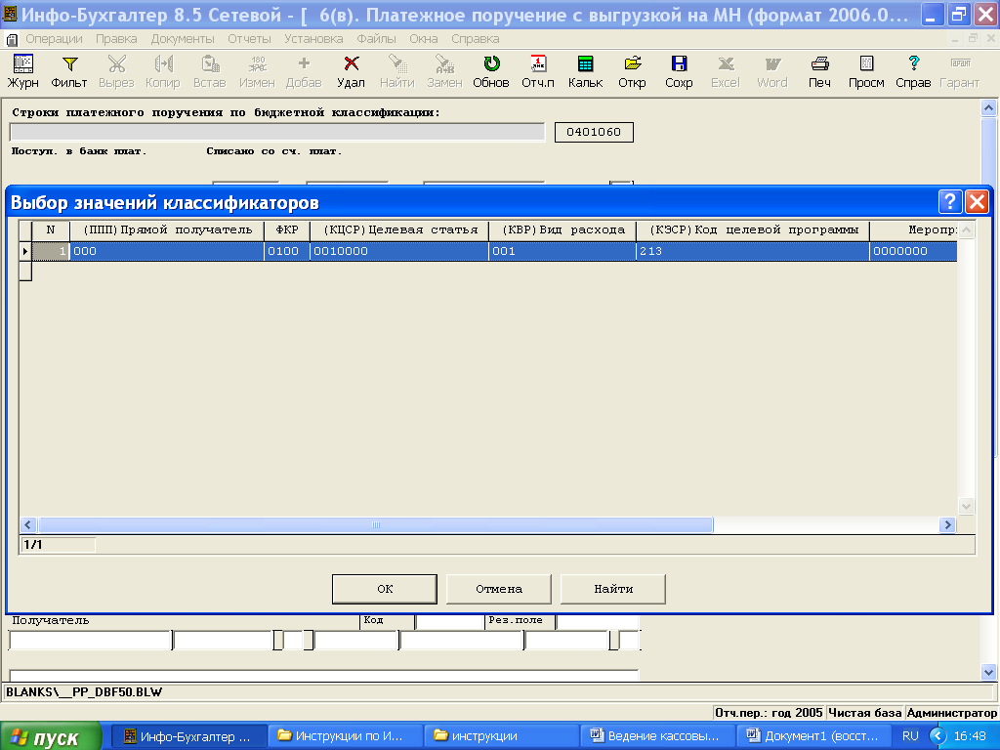 Инфо-Бухгалтер 8.5 Сетевой - [ 6(в). Платежное поручение с выгрузкой на МН (формат 2006.0...
Операции Правка Документы Отчеты Установка Файлы Окна Справка
Журн Фильт Вырез Копир Встав Измен Добав Удал Найти Замен Обнов Отч.п Кальк Откр Сохр Excel Word Печ Просм Справ Гарант
Строки платежного поручения по бюджетной классификации:
0401060
Поступ. в банк плат. Списано со сч. плат.
Выбор значений классификаторов
N (ППП)Прямой получатель ФКР (КЦСР)Целевая статья (КВР)Вид расхода (КЭСР)Код целевой программы Меропр
1 000 0100 0010000 001 213 0000000
1/1
OK Отмена Найти
Получатель Код Рез.поле
BLANKS\__PP_DBF50.BLW
Отч.пер.: год 2005 Чистая база Администратор
пуск Инфо-Бухгалтер ... Инструкции по И... инструкции Ведение кассовы... Документ1 (восст... RU 16:48